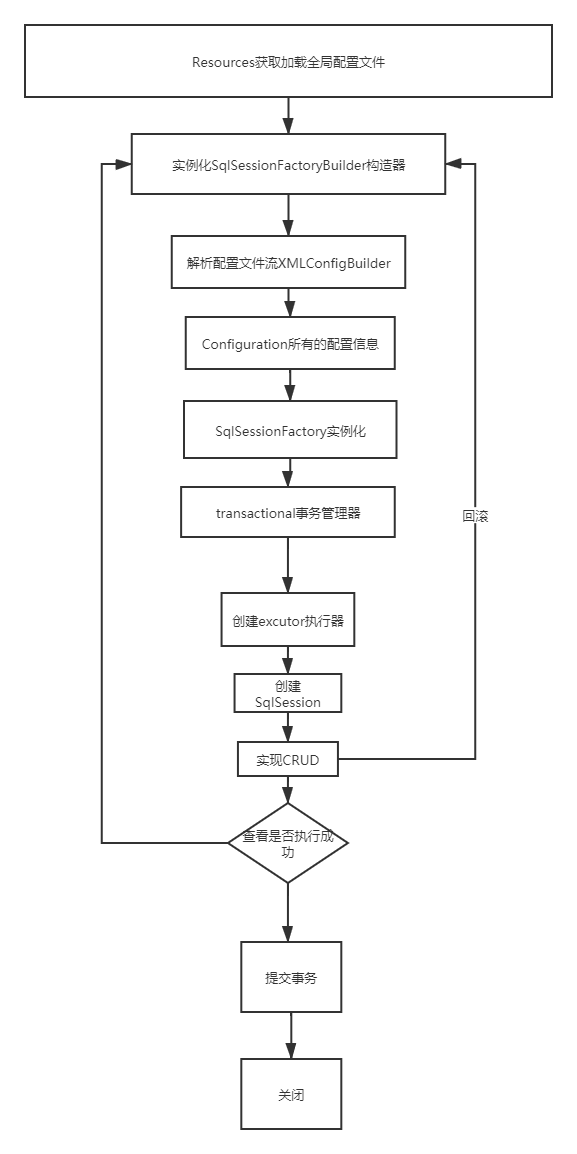 Resources获取加载全局配置文件
实例化SqlSessionFactoryBuilder构造器
解析配置文件流XMLConfigBuilder
Configuration所有的配置信息
SqlSessionFactory实例化
transactional事务管理器
回滚
创建excutor执行器
创建
SqlSession
实现CRUD
查看是否执行成
功
提交事务
关闭